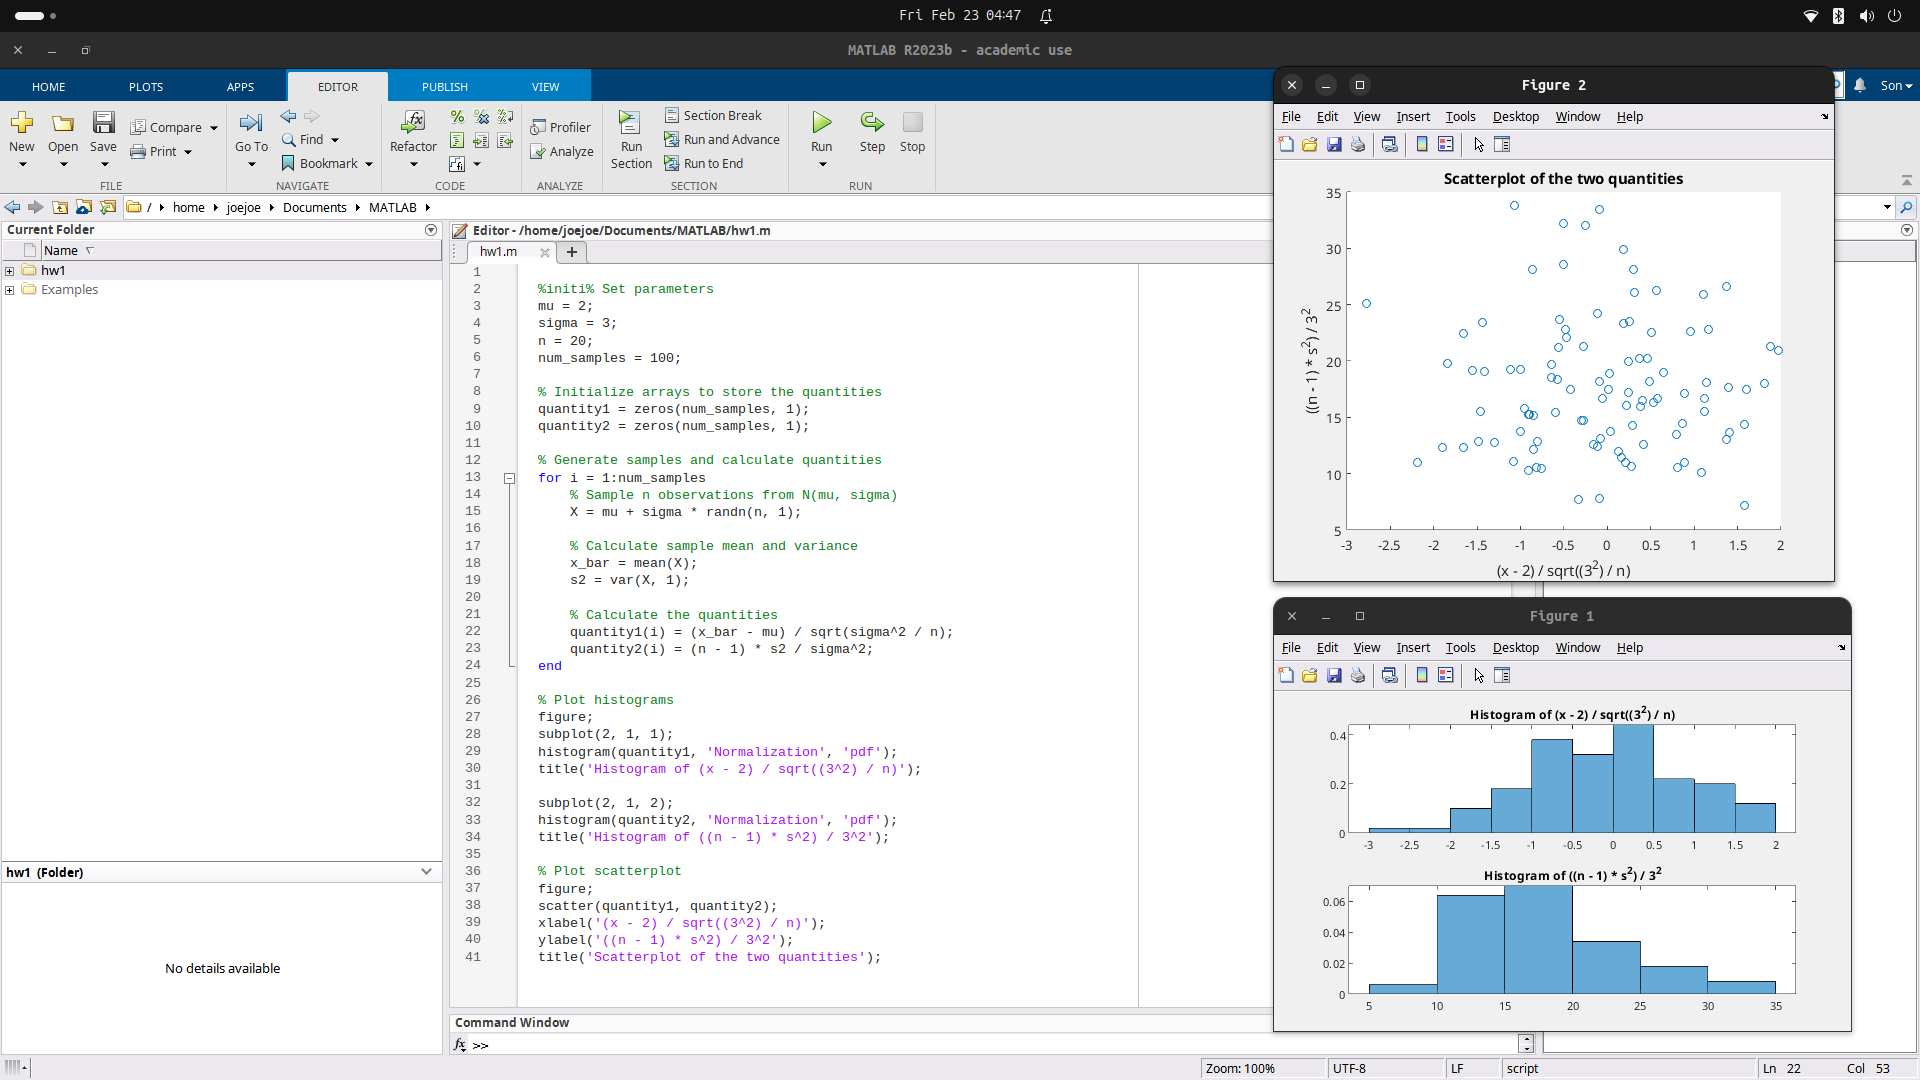 Fri Feb 23 04:47
MATLAB R2023b - academic use
HOME PLOTS APPS EDITOR PUBLISH VIEW Son
New Open Save Compare Print FILE
Go To Find Bookmark NAVIGATE
Refactor CODE
Profiler Analyze ANALYZE
Run Section Section Break Run and Advance Run to End SECTION
Run Step Stop RUN
/ home joejoe Documents MATLAB
Current Folder
Name
hw1
Examples
hw1 (Folder)
No details available
Editor - /home/joejoe/Documents/MATLAB/hw1.m
hw1.m
1
2 %initi% Set parameters
3 mu = 2;
4 sigma = 3;
5 n = 20;
6 num_samples = 100;
7
8 % Initialize arrays to store the quantities
9 quantity1 = zeros(num_samples, 1);
10 quantity2 = zeros(num_samples, 1);
11
12 % Generate samples and calculate quantities
13 for i = 1:num_samples
14 % Sample n observations from N(mu, sigma)
15 X = mu + sigma * randn(n, 1);
16
17 % Calculate sample mean and variance
18 x_bar = mean(X);
19 s2 = var(X, 1);
20
21 % Calculate the quantities
22 quantity1(i) = (x_bar - mu) / sqrt(sigma^2 / n);
23 quantity2(i) = (n - 1) * s2 / sigma^2;
24 end
25
26 % Plot histograms
27 figure;
28 subplot(2, 1, 1);
29 histogram(quantity1, 'Normalization', 'pdf');
30 title('Histogram of (x - 2) / sqrt((3^2) / n)');
31
32 subplot(2, 1, 2);
33 histogram(quantity2, 'Normalization', 'pdf');
34 title('Histogram of ((n - 1) * s^2) / 3^2');
35
36 % Plot scatterplot
37 figure;
38 scatter(quantity1, quantity2);
39 xlabel('(x - 2) / sqrt((3^2) / n)');
40 ylabel('((n - 1) * s^2) / 3^2');
41 title('Scatterplot of the two quantities');
Command Window
fx >>
Figure 2
File Edit View Insert Tools Desktop Window Help
Scatterplot of the two quantities
35
30
25
20
15
10
5
((n - 1) * s²) / 3²
-3 -2.5 -2 -1.5 -1 -0.5 0 0.5 1 1.5 2
(x - 2) / sqrt((3²) / n)
Figure 1
File Edit View Insert Tools Desktop Window Help
Histogram of (x - 2) / sqrt((3²) / n)
0.4
0.2
0
-3 -2.5 -2 -1.5 -1 -0.5 0 0.5 1 1.5 2
Histogram of ((n - 1) * s²) / 3²
0.06
0.04
0.02
0
5 10 15 20 25 30 35
Zoom: 100% UTF-8 LF script Ln 22 Col 53